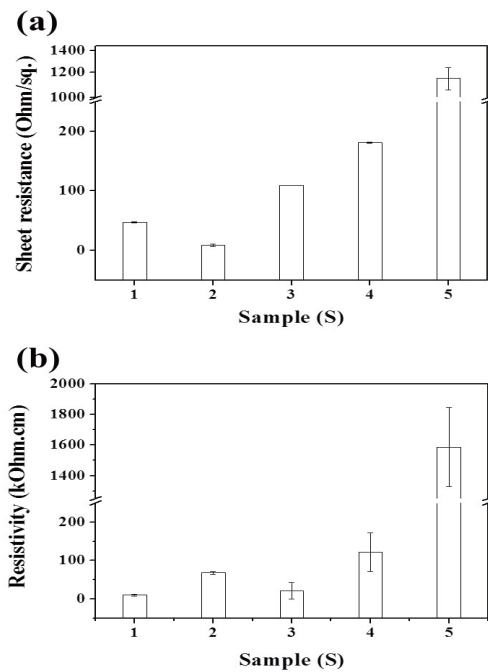 (a)
Sheet resistance (Ohm/sq.)
1400
1200
1000
200
100
0
1 2 3 4 5
Sample (S)
(b)
Resistivity (kOhm.cm)
2000
1800
1600
1400
200
100
0
1 2 3 4 5
Sample (S)